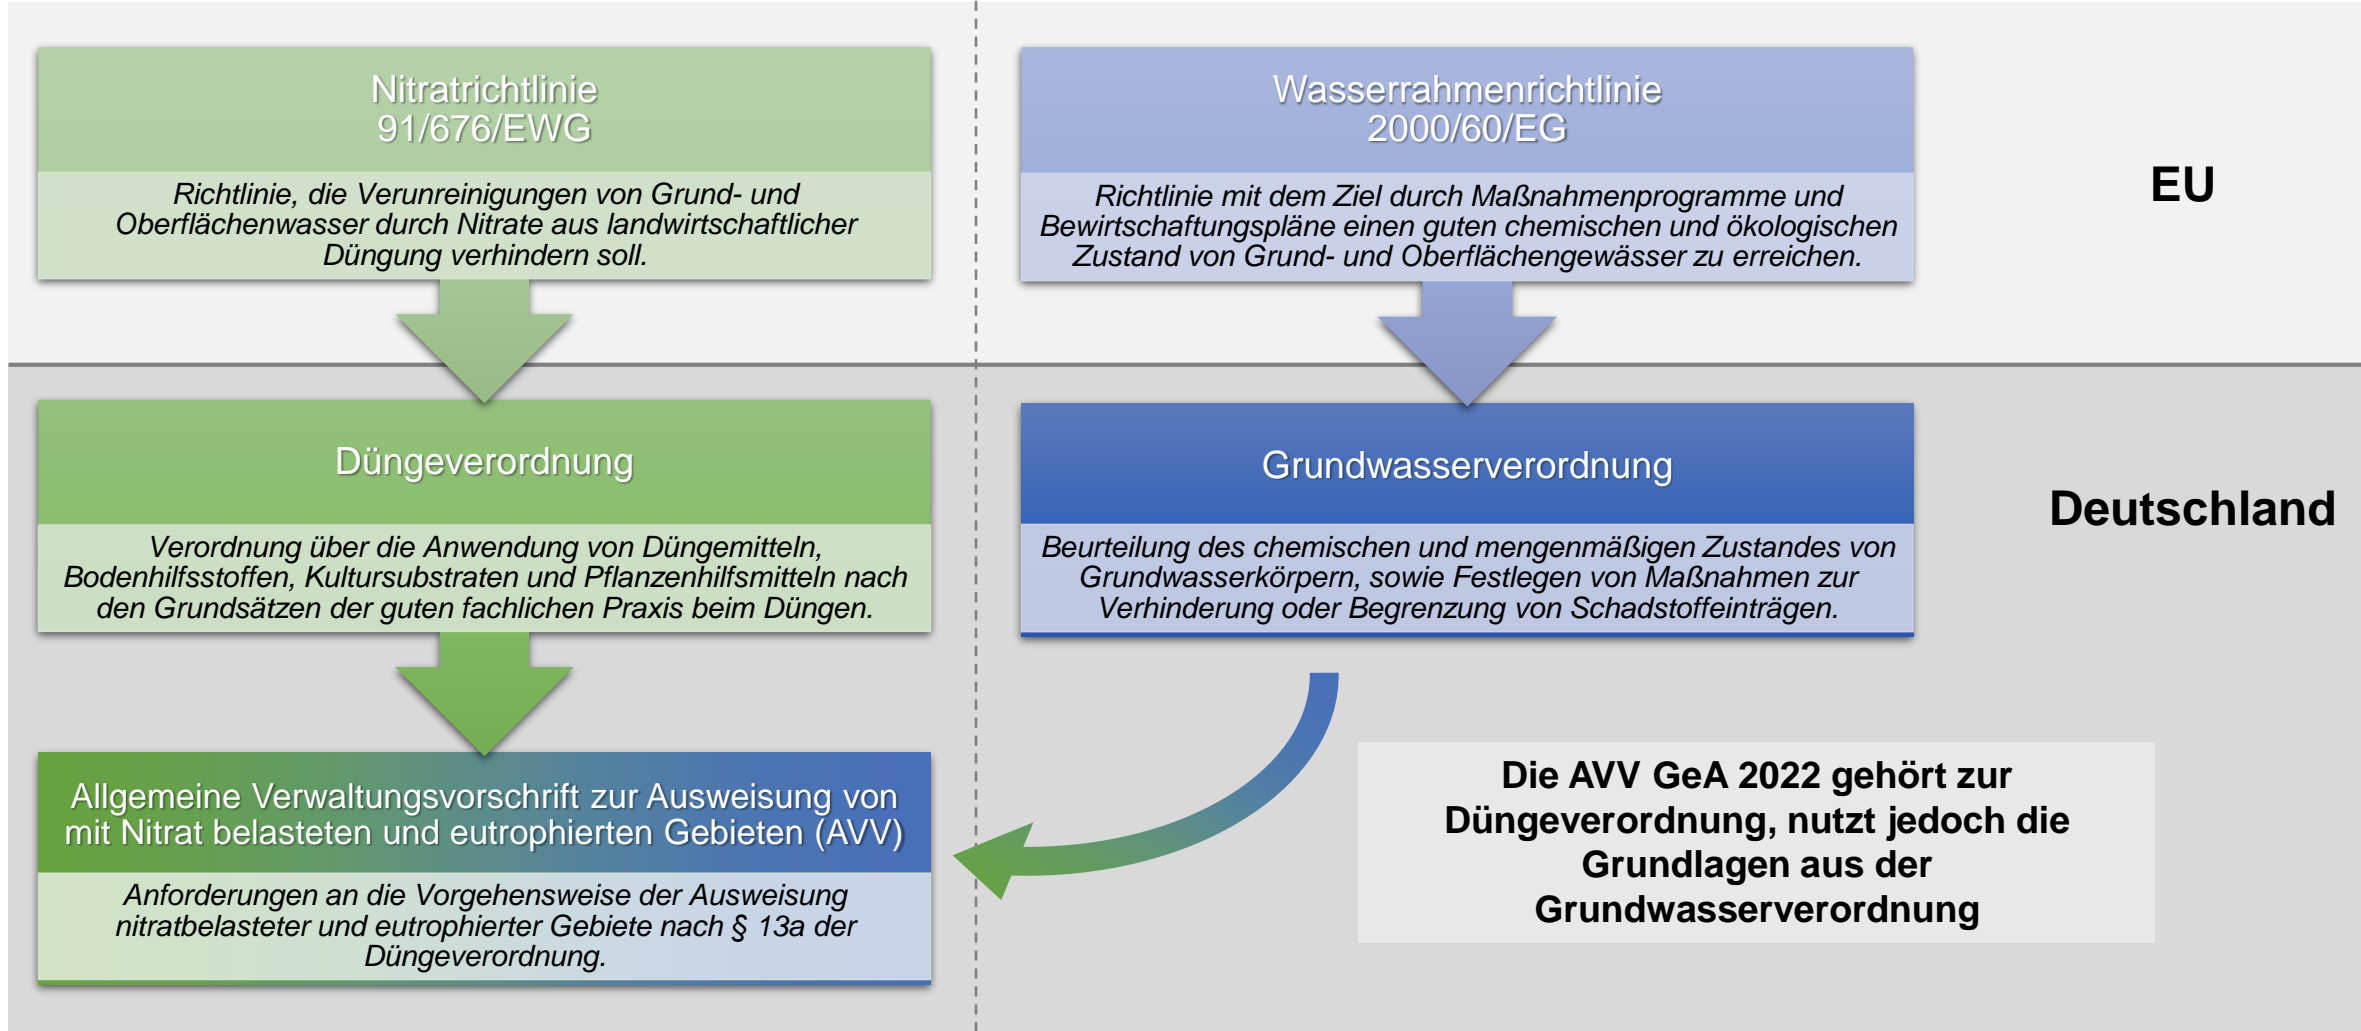 Nitratrichtlinie
91/676/EWG
Richtlinie, die Verunreinigungen von Grund- und
Oberflächenwasser durch Nitrate aus landwirtschaftlicher
Düngung verhindern soll.
Wasserrahmenrichtlinie
2000/60/EG
Richtlinie mit dem Ziel durch Maßnahmenprogramme und
Bewirtschaftungspläne einen guten chemischen und ökologischen
Zustand von Grund- und Oberflächengewässer zu erreichen.
EU
Düngeverordnung
Verordnung über die Anwendung von Düngemitteln,
Bodenhilfsstoffen, Kultursubstraten und Pflanzenhilfsmitteln nach
den Grundsätzen der guten fachlichen Praxis beim Düngen.
Grundwasserverordnung
Beurteilung des chemischen und mengenmäßigen Zustandes von
Grundwasserkörpern, sowie Festlegen von Maßnahmen zur
Verhinderung oder Begrenzung von Schadstoffeinträgen.
Deutschland
Allgemeine Verwaltungsvorschrift zur Ausweisung von
mit Nitrat belasteten und eutrophierten Gebieten (AVV)
Anforderungen an die Vorgehensweise der Ausweisung
nitratbelasteter und eutrophierter Gebiete nach § 13a der
Düngeverordnung.
Die AVV GeA 2022 gehört zur
Düngeverordnung, nutzt jedoch die
Grundlagen aus der
Grundwasserverordnung